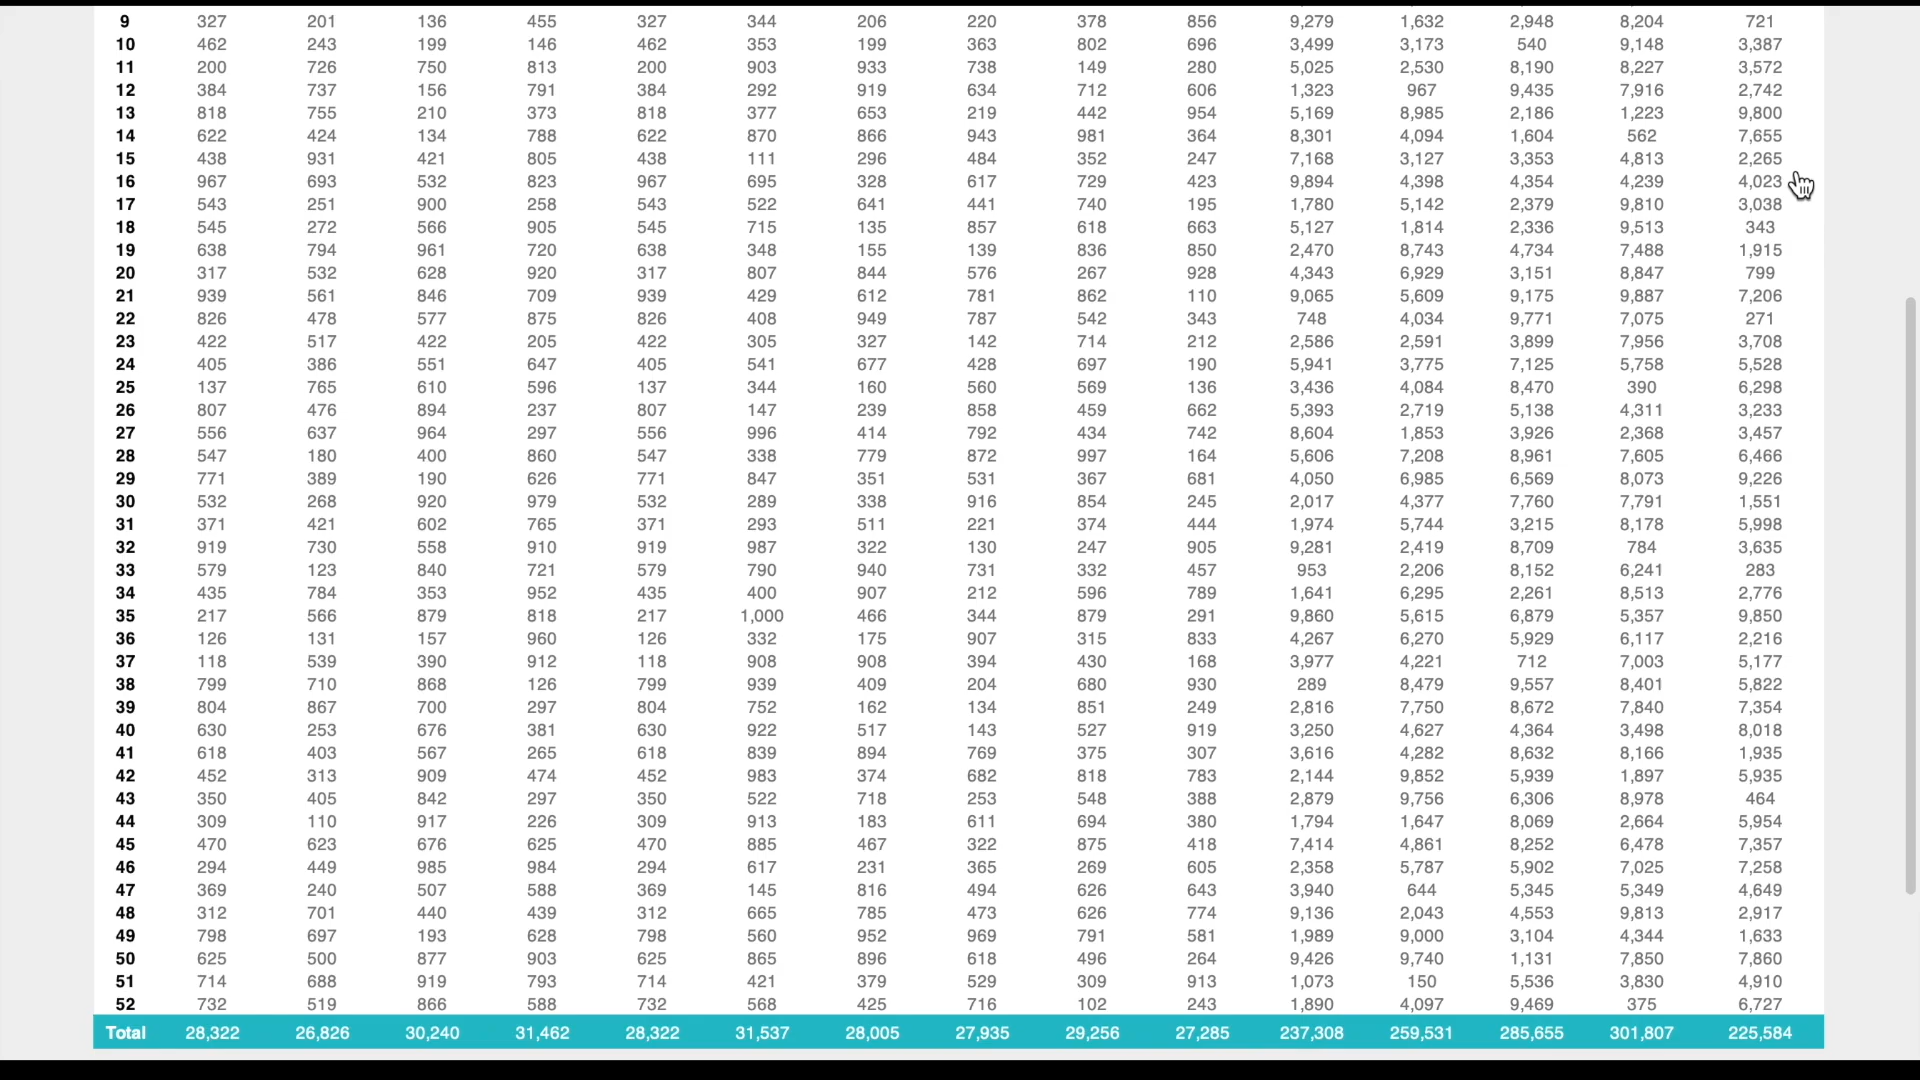 9 327 201 136 455 327 344 206 220 378 856 9,279 1,632 2,948 8,204 721
10 462 243 199 146 462 353 199 363 802 696 3,499 3,173 540 9,148 3,387
11 200 726 750 813 200 903 933 738 149 280 5,025 2,530 8,190 8,227 3,572
12 384 737 156 791 384 292 919 634 712 606 1,323 967 9,435 7,916 2,742
13 818 755 210 373 818 377 653 219 442 954 5,169 8,985 2,186 1,223 9,800
14 622 424 134 788 622 870 866 943 981 364 8,301 4,094 1,604 562 7,655
15 438 931 421 805 438 111 296 484 352 247 7,168 3,127 3,353 4,813 2,265
16 967 693 532 823 967 695 328 617 729 423 9,894 4,398 4,354 4,239 4,023
17 543 251 900 258 543 522 641 441 740 195 1,780 5,142 2,379 9,810 3,038
18 545 272 566 905 545 715 135 857 618 663 5,127 1,814 2,336 9,513 343
19 638 794 961 720 638 348 155 139 836 850 2,470 8,743 4,734 7,488 1,915
20 317 532 628 920 317 807 844 576 267 928 4,343 6,929 3,151 8,847 799
21 939 561 846 709 939 429 612 781 862 110 9,065 5,609 9,175 9,887 7,206
22 826 478 577 875 826 408 949 787 542 343 748 4,034 9,771 7,075 271
23 422 517 422 205 422 305 327 142 714 212 2,586 2,591 3,899 7,956 3,708
24 405 386 551 647 405 541 677 428 697 190 5,941 3,775 7,125 5,758 5,528
25 137 765 610 596 137 344 160 560 569 136 3,436 4,084 8,470 390 6,298
26 807 476 894 237 807 147 239 858 459 662 5,393 2,719 5,138 4,311 3,233
27 556 637 964 297 556 996 414 792 434 742 8,604 1,853 3,926 2,368 3,457
28 547 180 400 860 547 338 779 872 997 164 5,606 7,208 8,961 7,605 6,466
29 771 389 190 626 771 847 351 531 367 681 4,050 6,985 6,569 8,073 9,226
30 532 268 920 979 532 289 338 916 854 245 2,017 4,377 7,760 7,791 1,551
31 371 421 602 765 371 293 511 221 374 444 1,974 5,744 3,215 8,178 5,998
32 919 730 558 910 919 987 322 130 247 905 9,281 2,419 8,709 784 3,635
33 579 123 840 721 579 790 940 731 332 457 953 2,206 8,152 6,241 283
34 435 784 353 952 435 400 907 212 596 789 1,641 6,295 2,261 8,513 2,776
35 217 566 879 818 217 1,000 466 344 879 291 9,860 5,615 6,879 5,357 9,850
36 126 131 157 960 126 332 175 907 315 833 4,267 6,270 5,929 6,117 2,216
37 118 539 390 912 118 908 908 394 430 168 3,977 4,221 712 7,003 5,177
38 799 710 868 126 799 939 409 204 680 930 289 8,479 9,557 8,401 5,822
39 804 867 700 297 804 752 162 134 851 249 2,816 7,750 8,672 7,840 7,354
40 630 253 676 381 630 922 517 143 527 919 3,250 4,627 4,364 3,498 8,018
41 618 403 567 265 618 839 894 769 375 307 3,616 4,282 8,632 8,166 1,935
42 452 313 909 474 452 983 374 682 818 783 2,144 9,852 5,939 1,897 5,935
43 350 405 842 297 350 522 718 253 548 388 2,879 9,756 6,306 8,978 464
44 309 110 917 226 309 913 183 611 694 380 1,794 1,647 8,069 2,664 5,954
45 470 623 676 625 470 885 467 322 875 418 7,414 4,861 8,252 6,478 7,357
46 294 449 985 984 294 617 231 365 269 605 2,358 5,787 5,902 7,025 7,258
47 369 240 507 588 369 145 816 494 626 643 3,940 644 5,345 5,349 4,649
48 312 701 440 439 312 665 785 473 626 774 9,136 2,043 4,553 9,813 2,917
49 798 697 193 628 798 560 952 969 791 581 1,989 9,000 3,104 4,344 1,633
50 625 500 877 903 625 865 896 618 496 264 9,426 9,740 1,131 7,850 7,860
51 714 688 919 793 714 421 379 529 309 913 1,073 150 5,536 3,830 4,910
52 732 519 866 588 732 568 425 716 102 243 1,890 4,097 9,469 375 6,727
Total 28,322 26,826 30,240 31,462 28,322 31,537 28,005 27,935 29,256 27,285 237,308 259,531 285,655 301,807 225,584